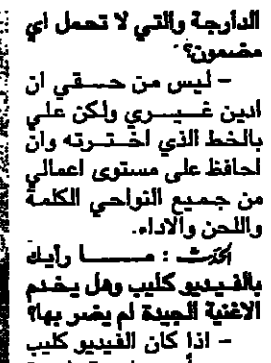 الدارجة والتي لا تحمل اي
مضمون؟
– ليس من حقي ان
ادين غيري ولكن علي
بالخط الذي اخترته وان
احافظ على مستوى اعمالي
من جميع النواحي الكلمة
واللحن والاداء.
الحدث : ما رأيك
بالفيديو كليب وهل يخدم
الاغنية الجيدة لم يضر بها؟
– اذا كان الفيديو كليب